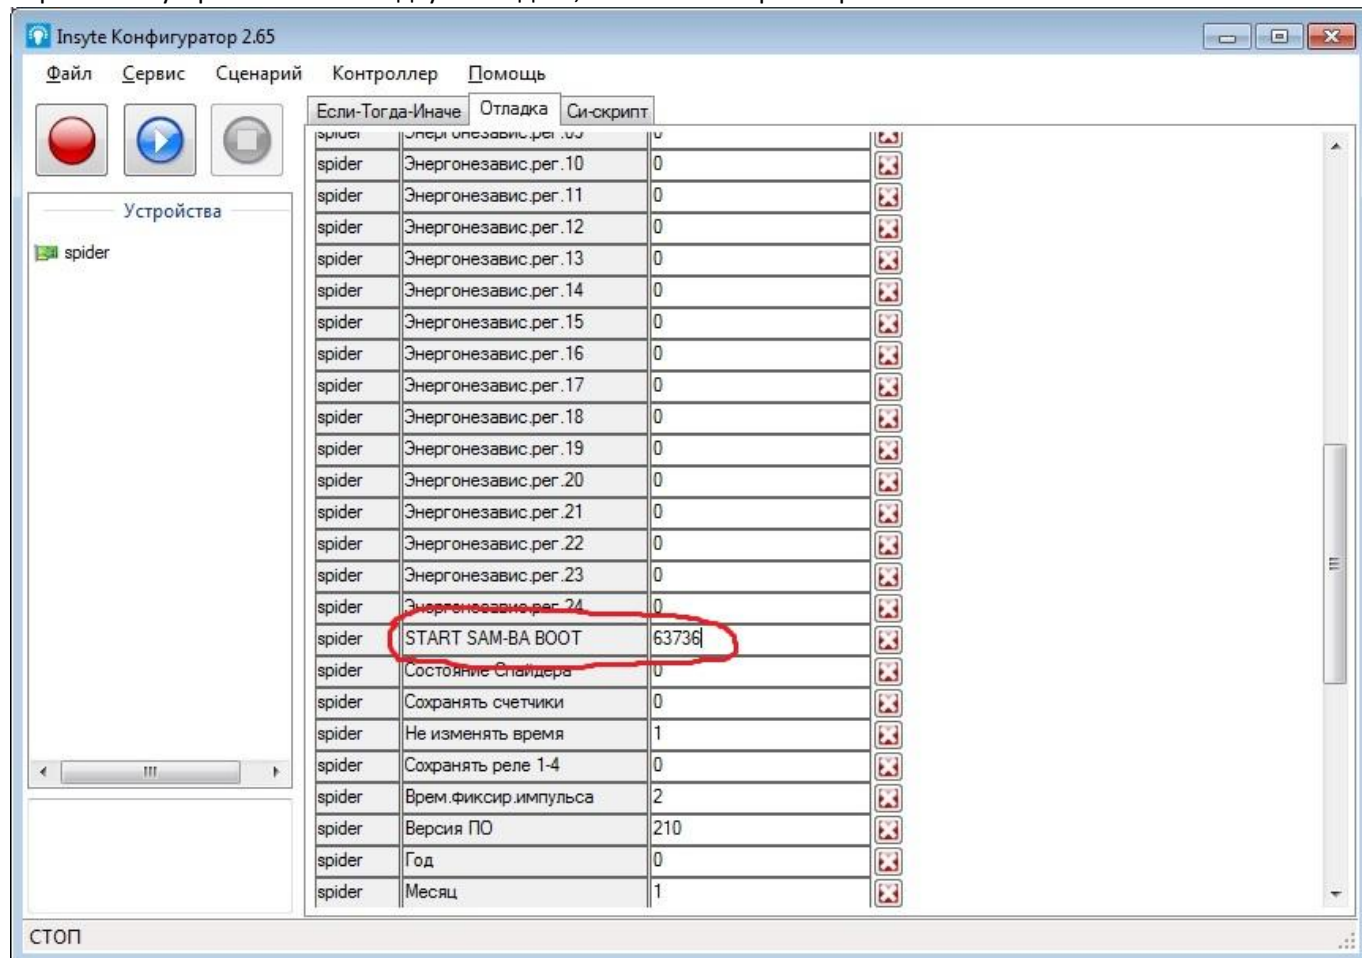 Insyte Конфигуратор 2.65
Файл Сервис Сценарий Контроллер Помощь
Если-Тогда-Иначе Отладка Си-скрипт
Устройства
spider
spider Энергонезавис.рег.10 0
spider Энергонезавис.рег.11 0
spider Энергонезавис.рег.12 0
spider Энергонезавис.рег.13 0
spider Энергонезавис.рег.14 0
spider Энергонезавис.рег.15 0
spider Энергонезавис.рег.16 0
spider Энергонезавис.рег.17 0
spider Энергонезавис.рег.18 0
spider Энергонезавис.рег.19 0
spider Энергонезавис.рег.20 0
spider Энергонезавис.рег.21 0
spider Энергонезавис.рег.22 0
spider Энергонезавис.рег.23 0
spider Энергонезавис.рег.24 0
spider START SAM-BA BOOT 63736
spider Состояние Спайдера 0
spider Сохранять счетчики 0
spider Не изменять время 1
spider Сохранять реле 1-4 0
spider Врем.фиксир.импульса 2
spider Версия ПО 210
spider Год 0
spider Месяц 1
СТОП